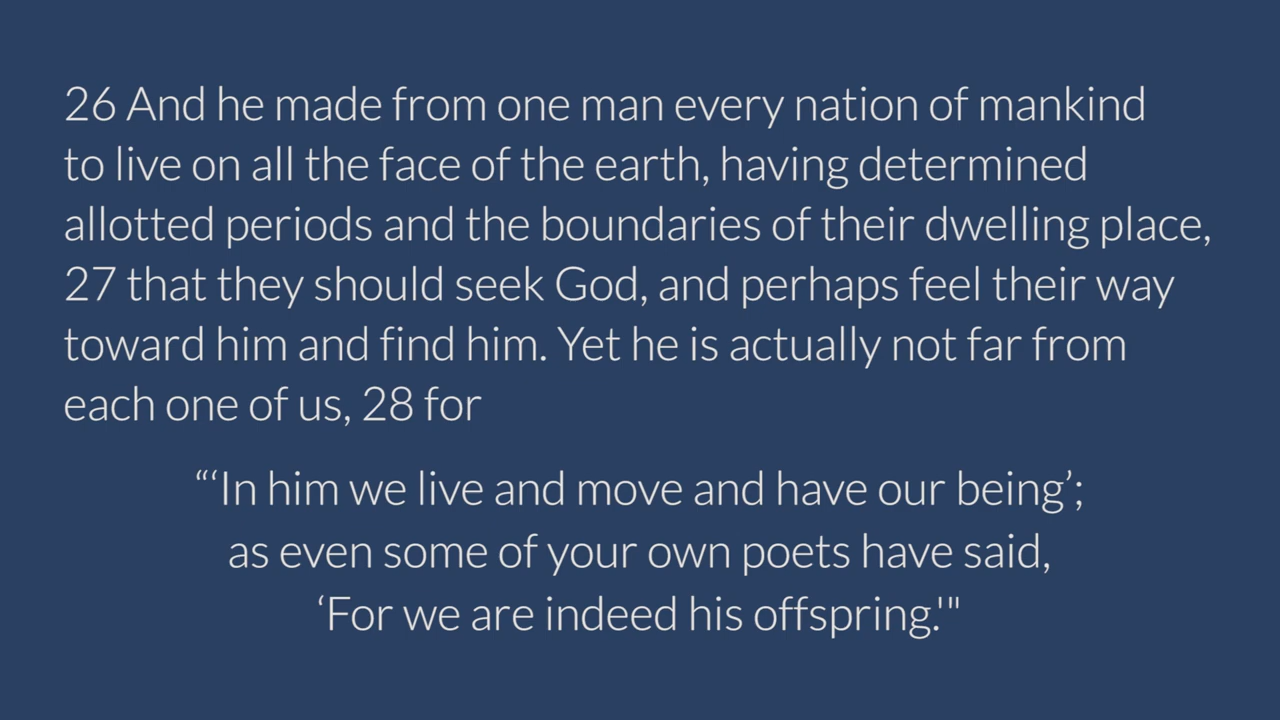 26 And he made from one man every nation of mankind
to live on all the face of the earth, having determined
allotted periods and the boundaries of their dwelling place,
27 that they should seek God, and perhaps feel their way
toward him and find him. Yet he is actually not far from
each one of us, 28 for
“‘In him we live and move and have our being’;
as even some of your own poets have said,
‘For we are indeed his offspring.'"